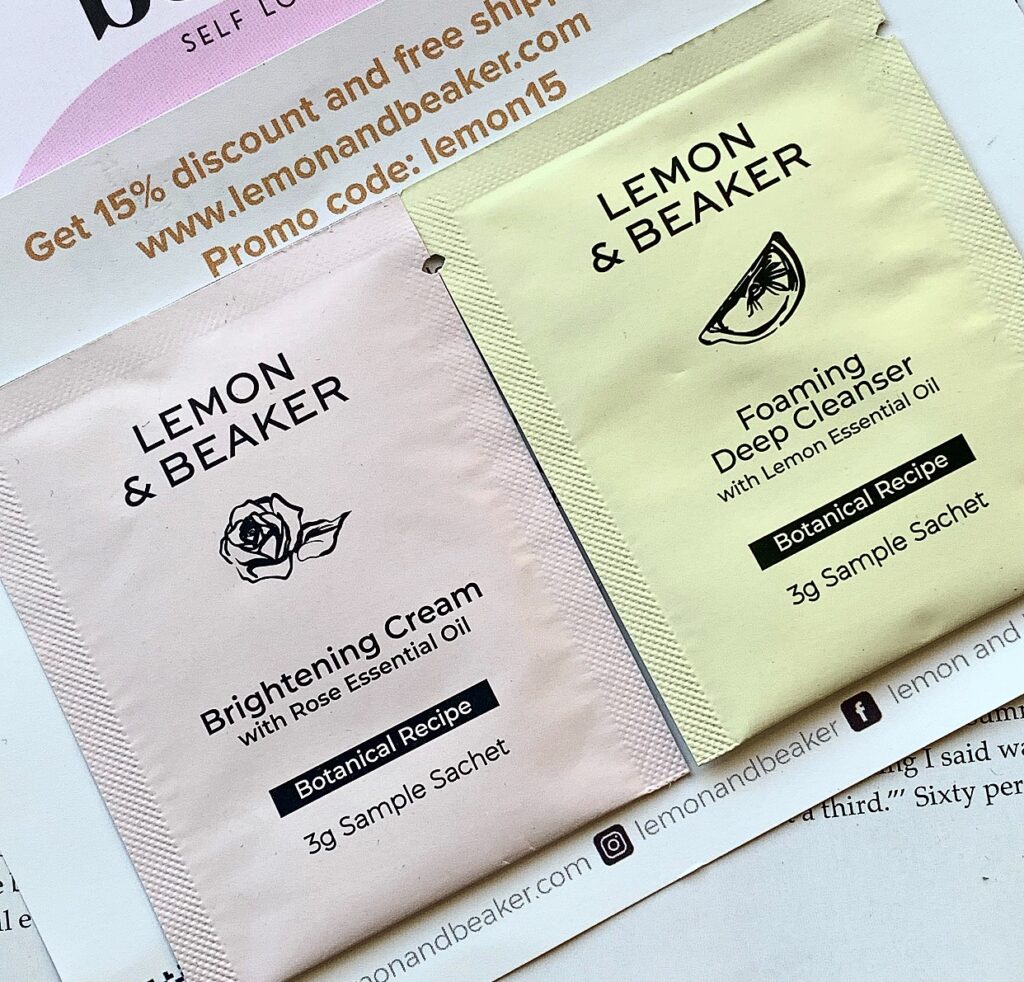 SELF LO
Get 15% discount and free shipp
www.lemonandbeaker.com
Promo code: lemon15
LEMON
& BEAKER
Brightening Cream
with Rose Essential Oil
Botanical Recipe
3g Sample Sachet
LEMON
& BEAKER
Foaming
Deep Cleanser
with Lemon Essential Oil
Botanical Recipe
3g Sample Sachet
monandbeaker.com lemonandbeaker lemon and
ng I said wa
a third.”’ Sixty per